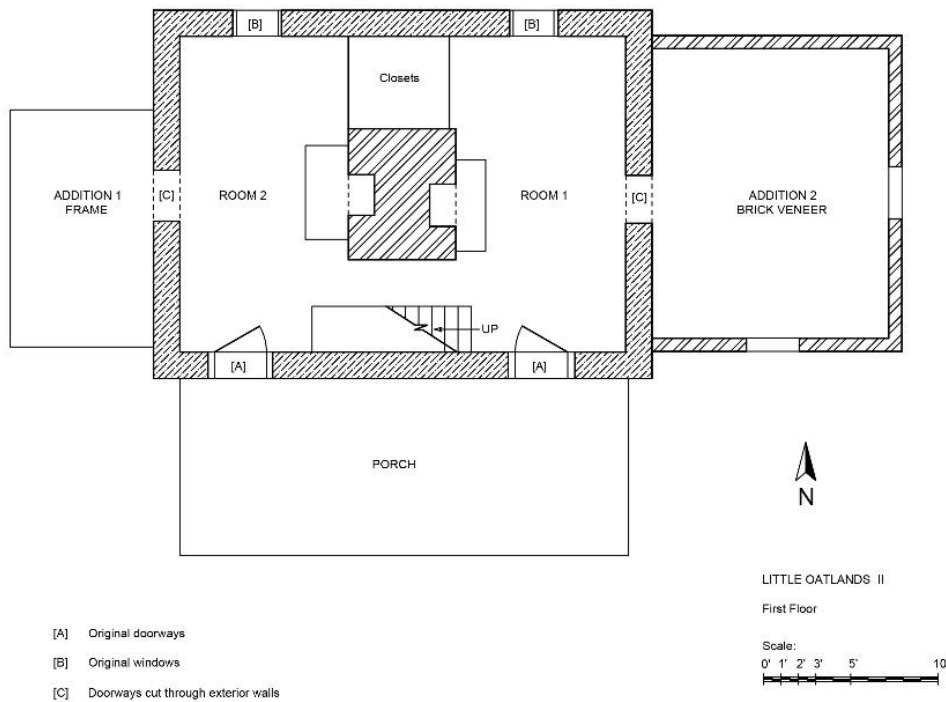 [B]
[B]
Closets
ADDITION 1
FRAME
[C]
ROOM 2
ROOM 1
[C]
ADDITION 2
BRICK VENEER
UP
[A]
[A]
PORCH
N
LITTLE OATLANDS II
First Floor
Scale:
0' 1' 2' 3' 5' 10
[A] Original doorways
[B] Original windows
[C] Doorways cut through exterior walls